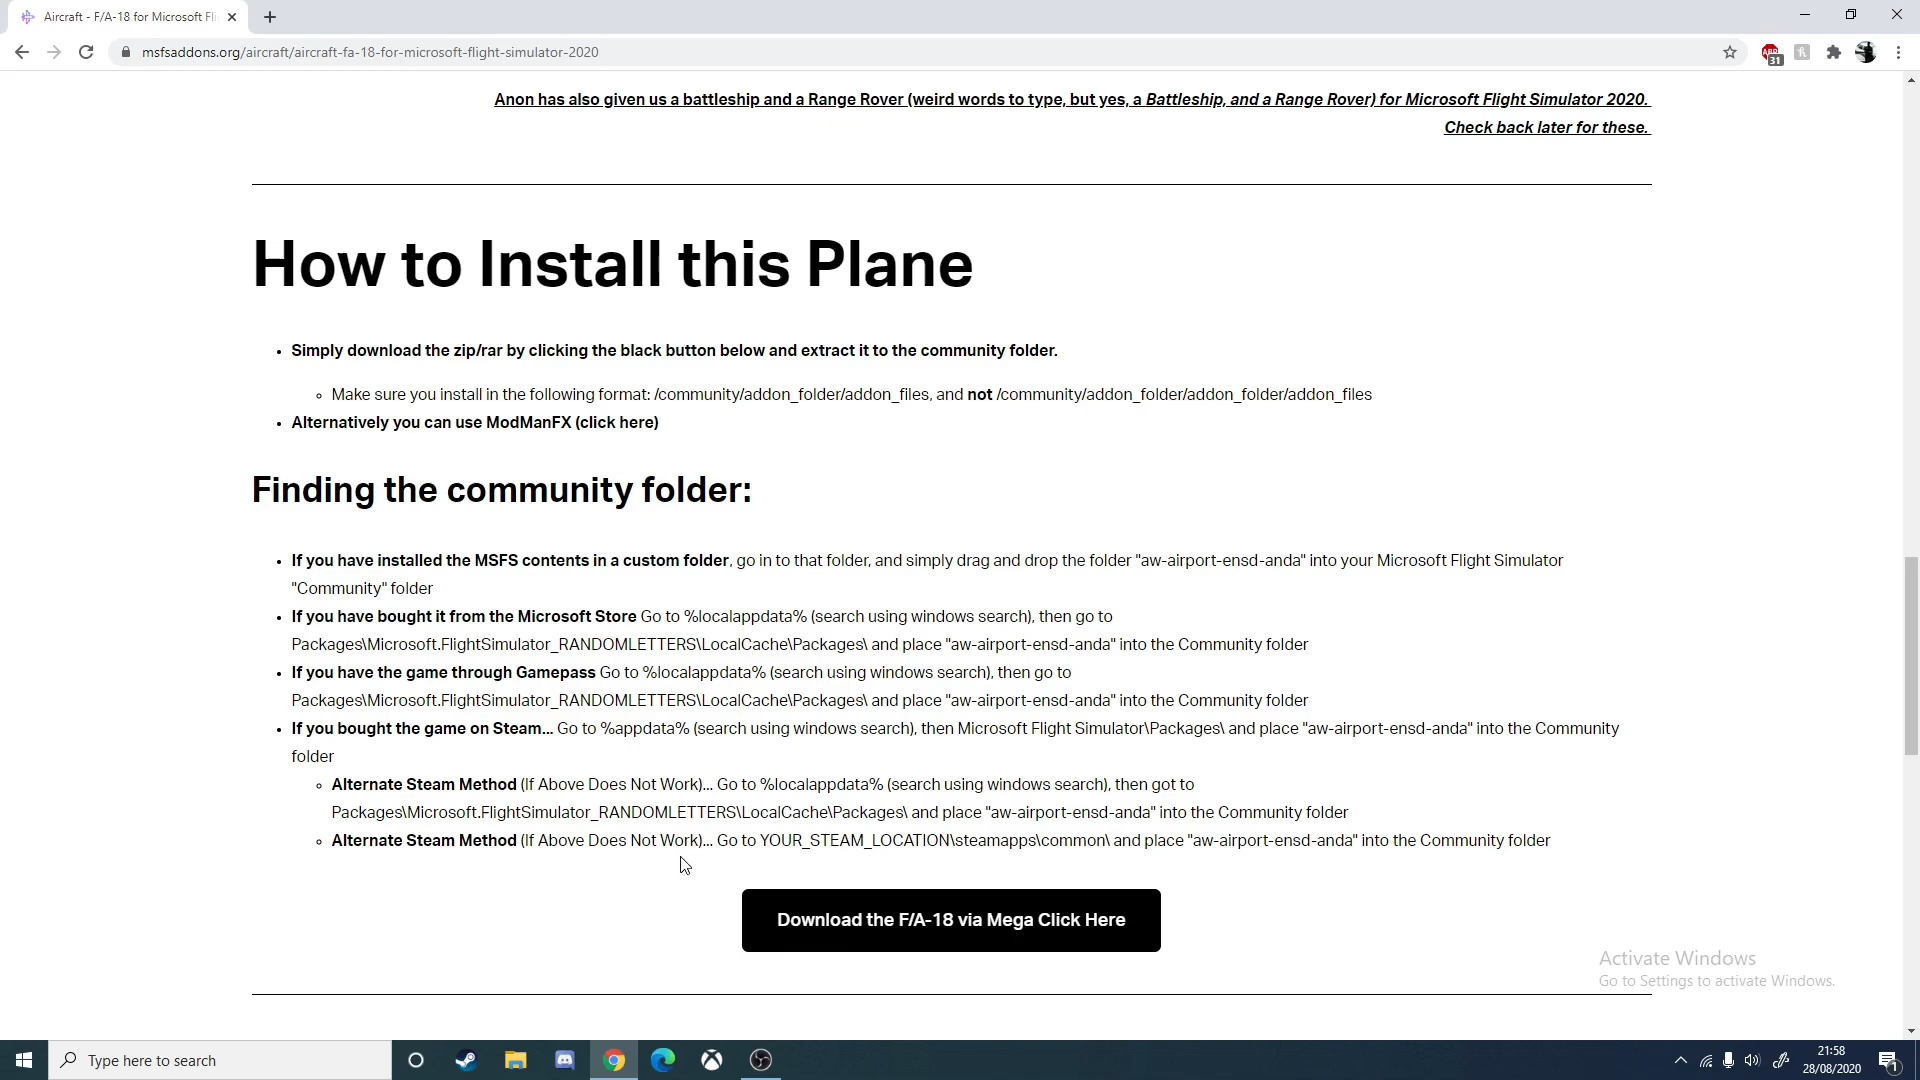 Aircraft - F/A-18 for Microsoft Fli
msfsaddons.org/aircraft/aircraft-fa-18-for-microsoft-flight-simulator-2020
ABP
31
Anon has also given us a battleship and a Range Rover (weird words to type, but yes, a Battleship, and a Range Rover) for Microsoft Flight Simulator 2020.
Check back later for these.
How to Install this Plane
• Simply download the zip/rar by clicking the black button below and extract it to the community folder.
◦ Make sure you install in the following format: /community/addon_folder/addon_files, and not /community/addon_folder/addon_folder/addon_files
• Alternatively you can use ModManFX (click here)
Finding the community folder:
• If you have installed the MSFS contents in a custom folder, go in to that folder, and simply drag and drop the folder "aw-airport-ensd-anda" into your Microsoft Flight Simulator
"Community" folder
• If you have bought it from the Microsoft Store Go to %localappdata% (search using windows search), then go to
Packages\Microsoft.FlightSimulator_RANDOMLETTERS\LocalCache\Packages\ and place "aw-airport-ensd-anda" into the Community folder
• If you have the game through Gamepass Go to %localappdata% (search using windows search), then go to
Packages\Microsoft.FlightSimulator_RANDOMLETTERS\LocalCache\Packages\ and place "aw-airport-ensd-anda" into the Community folder
• If you bought the game on Steam... Go to %appdata% (search using windows search), then Microsoft Flight Simulator\Packages\ and place "aw-airport-ensd-anda" into the Community
folder
◦ Alternate Steam Method (If Above Does Not Work)... Go to %localappdata% (search using windows search), then got to
Packages\Microsoft.FlightSimulator_RANDOMLETTERS\LocalCache\Packages\ and place "aw-airport-ensd-anda" into the Community folder
◦ Alternate Steam Method (If Above Does Not Work)... Go to YOUR_STEAM_LOCATION\steamapps\common\ and place "aw-airport-ensd-anda" into the Community folder
Download the F/A-18 via Mega Click Here
Activate Windows
Go to Settings to activate Windows.
Type here to search
21:58
28/08/2020
1